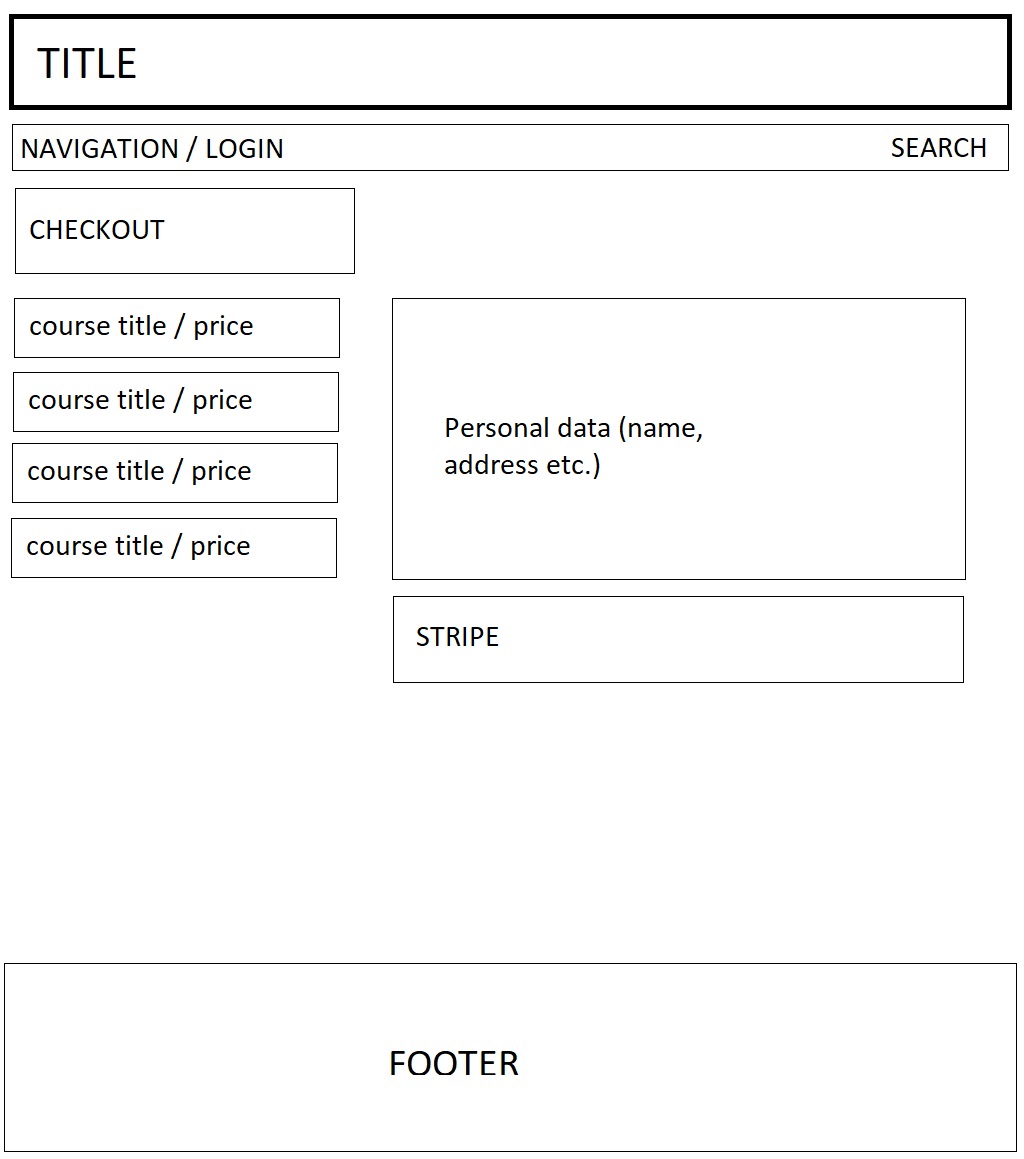 TITLE
NAVIGATION / LOGIN
SEARCH
CHECKOUT
course title / price
course title / price
course title / price
course title / price
Personal data (name,
address etc.)
STRIPE
FOOTER